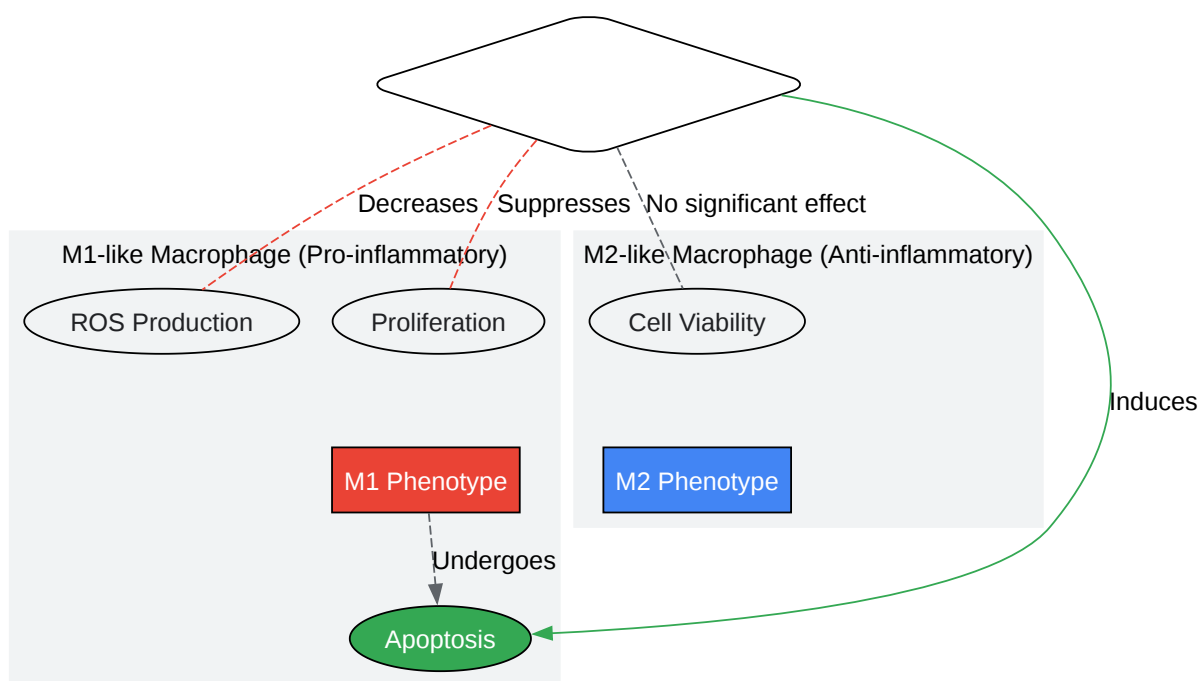 Decreases
Suppresses
No significant effect
M1-like Macrophage (Pro-inflammatory)
M2-like Macrophage (Anti-inflammatory)
ROS Production
Proliferation
Cell Viability
Induces
M1 Phenotype
M2 Phenotype
Undergoes
Apoptosis